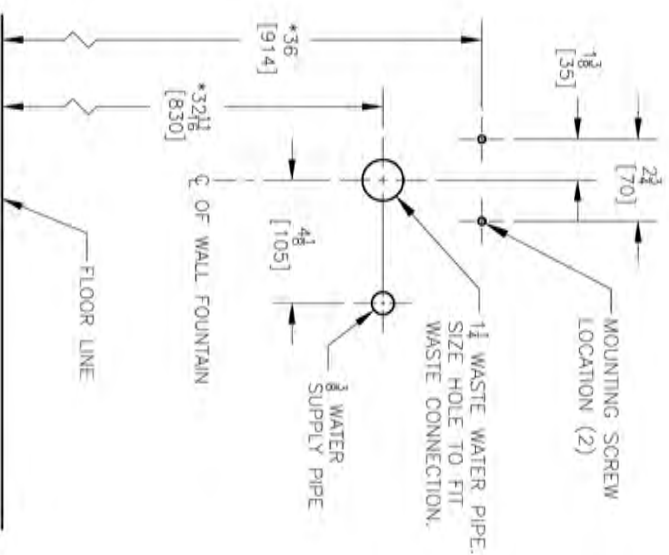 2 3/4
[70]
1 3/8
[35]
MOUNTING SCREW
LOCATION (2)
*36
[914]
*32 11/16
[830]
1 1/2 WASTE WATER PIPE.
SIZE HOLE TO FIT
WASTE CONNECTION.
4 1/8
[105]
3/8 WATER
SUPPLY PIPE
℄ OF WALL FOUNTAIN
FLOOR LINE